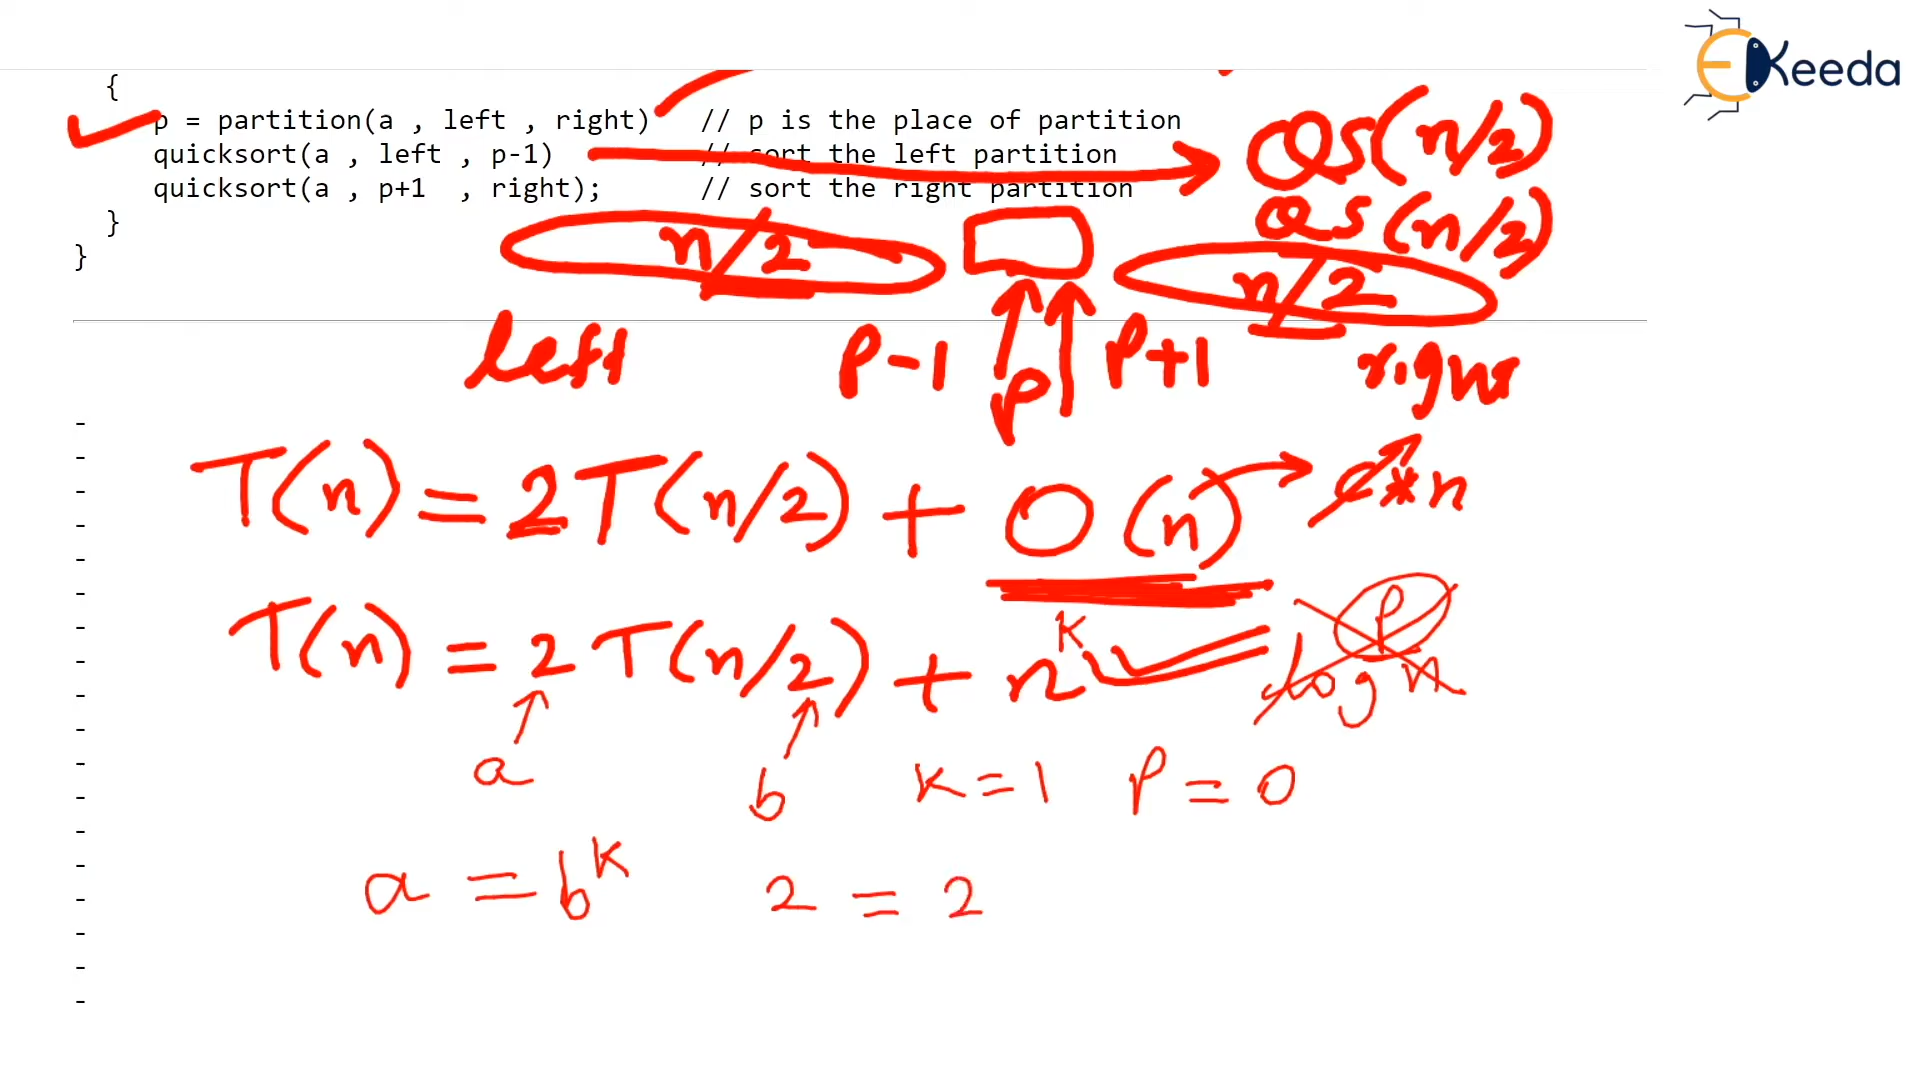 EKeeda
{
p = partition(a , left , right) // p is the place of partition
quicksort(a , left , p-1) // sort the left partition QS(n/2)
quicksort(a , p+1 , right); // sort the right partition QS(n/2)
}
}
n/2 n/2
left P-1 P P+1 right
T(n) = 2T(n/2) + O(n) c*n
T(n) = 2T(n/2) + n^k log^p n
a b k=1 P=0
a = b^k 2 = 2